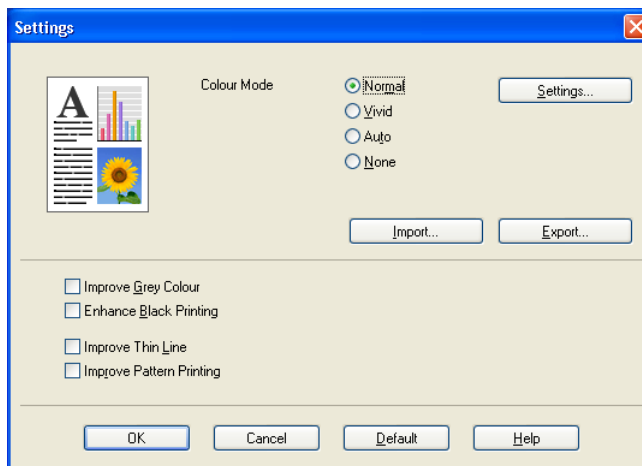 Settings
A
Colour Mode
Normal
Settings...
Vivid
Auto
None
Import...
Export...
Improve Grey Colour
Enhance Black Printing
Improve Thin Line
Improve Pattern Printing
OK
Cancel
Default
Help